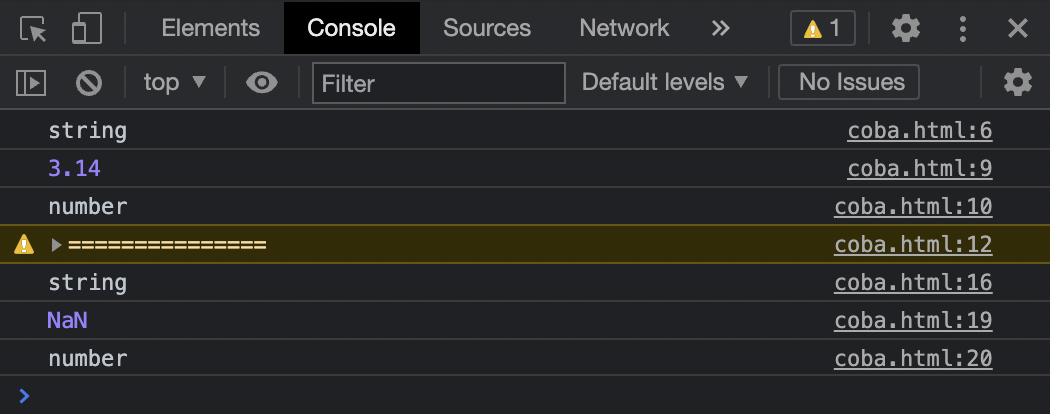 Elements Console Sources Network » 1
top ▼ Filter Default levels ▼ No Issues
string coba.html:6
3.14 coba.html:9
number coba.html:10
=============== coba.html:12
string coba.html:16
NaN coba.html:19
number coba.html:20